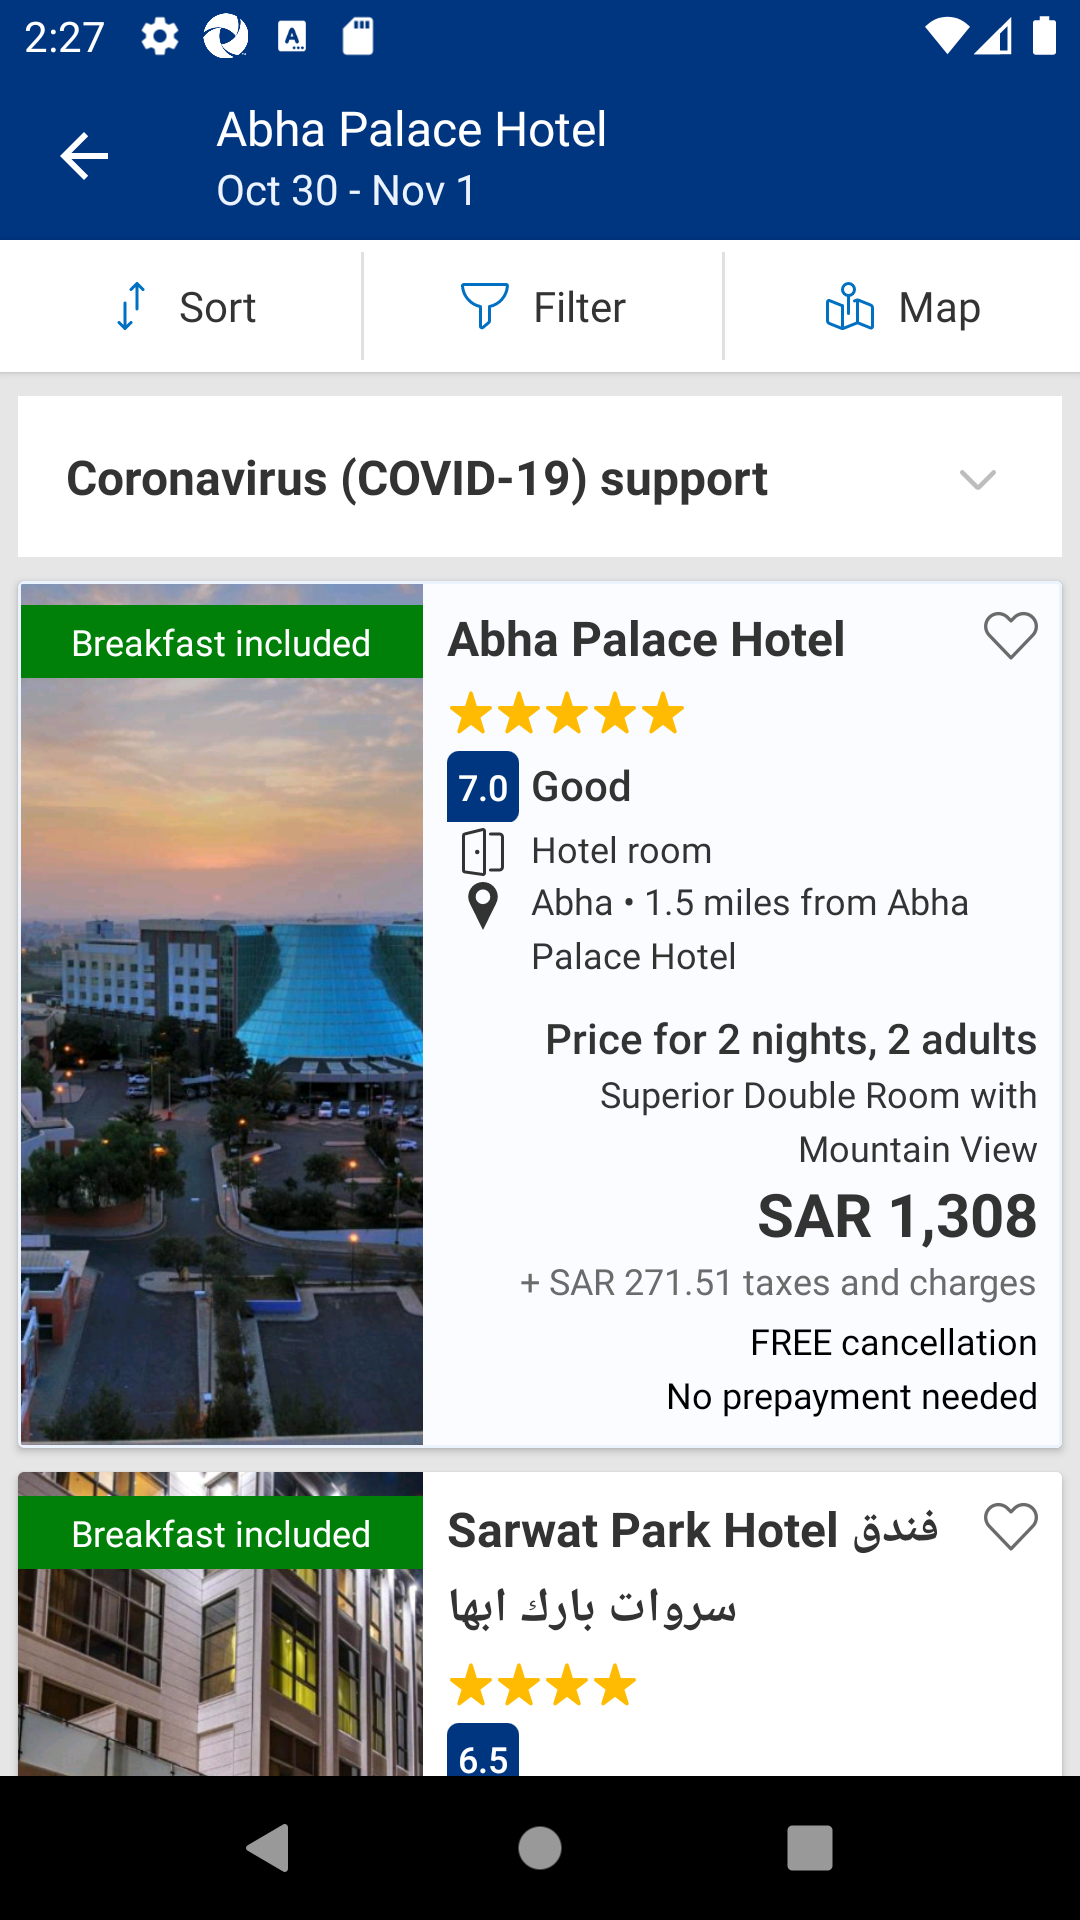 2:27
Abha Palace Hotel
Oct 30 - Nov 1
Sort
Filter
Map
Coronavirus (COVID-19) support
Breakfast included
Abha Palace Hotel
7.0 Good
Hotel room
Abha • 1.5 miles from Abha
Palace Hotel
Price for 2 nights, 2 adults
Superior Double Room with
Mountain View
SAR 1,308
+ SAR 271.51 taxes and charges
FREE cancellation
No prepayment needed
Breakfast included
Sarwat Park Hotel فندق
سروات بارك ابها
6.5